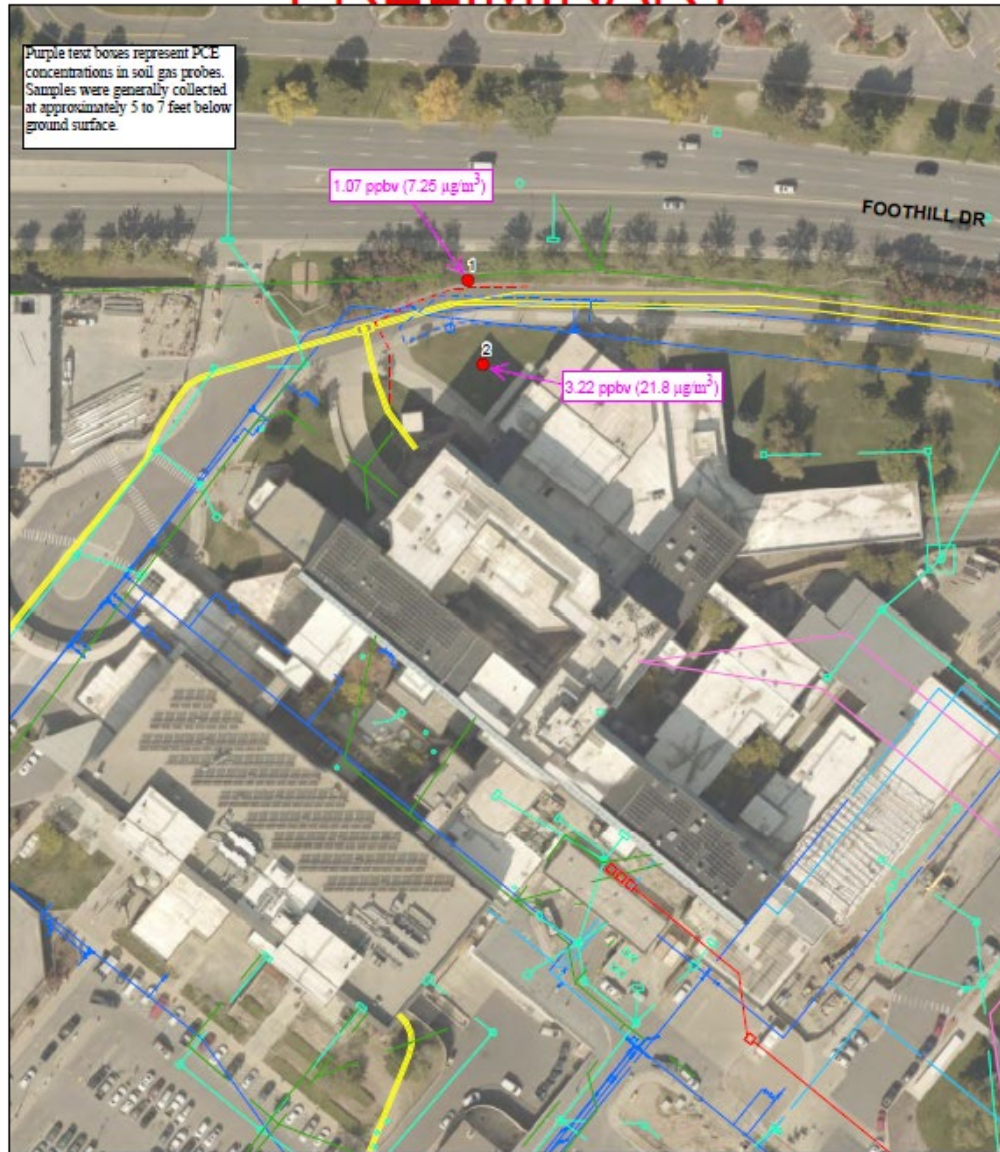 PRELIMINARY
Purple text boxes represent PCE
concentrations in soil gas probes.
Samples were generally collected
at approximately 5 to 7 feet below
ground surface.
1.07 ppbv (7.25 µg/m³)
FOOTHILL DR
1
2
3.22 ppbv (21.8 µg/m³)